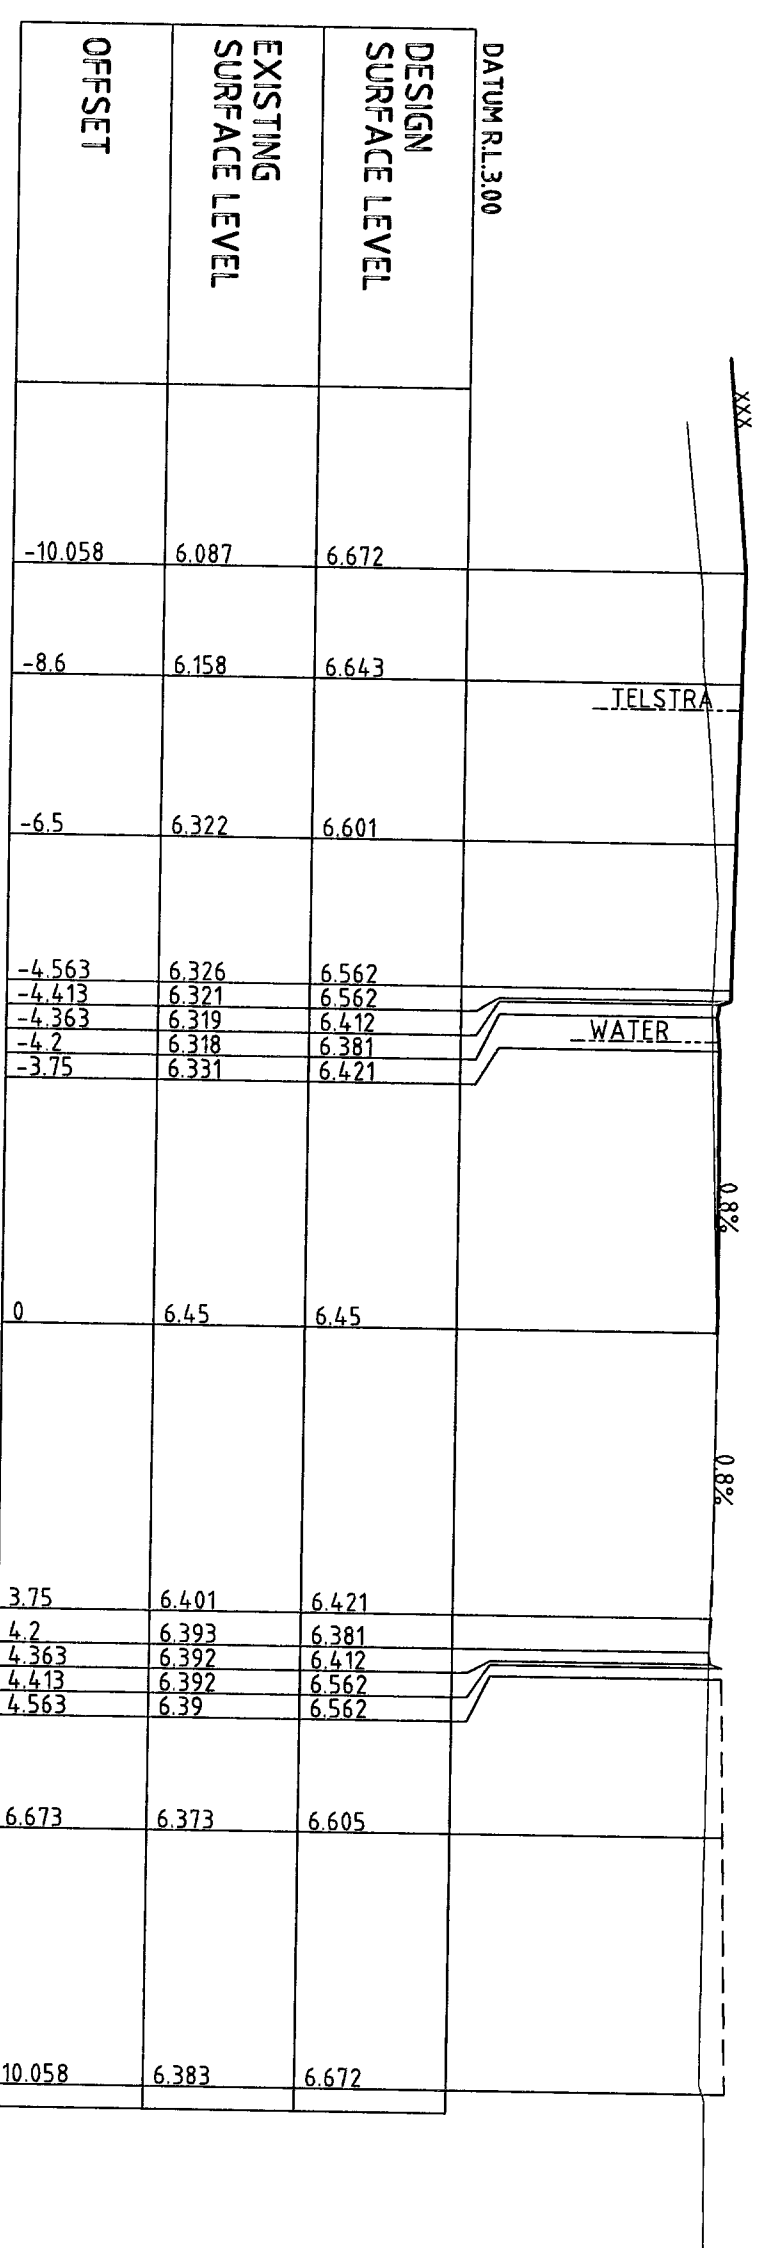 DATUM R.L.3.00
DESIGN
SURFACE LEVEL
EXISTING
SURFACE LEVEL
OFFSET
XXX
-10.058 6.087 6.672
-8.6 6.158 6.643
TELSTRA
-6.5 6.322 6.601
-4.563 6.326 6.562
-4.413 6.321 6.562
-4.363 6.319 6.412
-4.2 6.318 6.381
-3.75 6.331 6.421
WATER
0.8%
0 6.45 6.45
0.8%
3.75 6.401 6.421
4.2 6.393 6.381
4.363 6.392 6.412
4.413 6.392 6.562
4.563 6.39 6.562
6.673 6.373 6.605
10.058 6.383 6.672